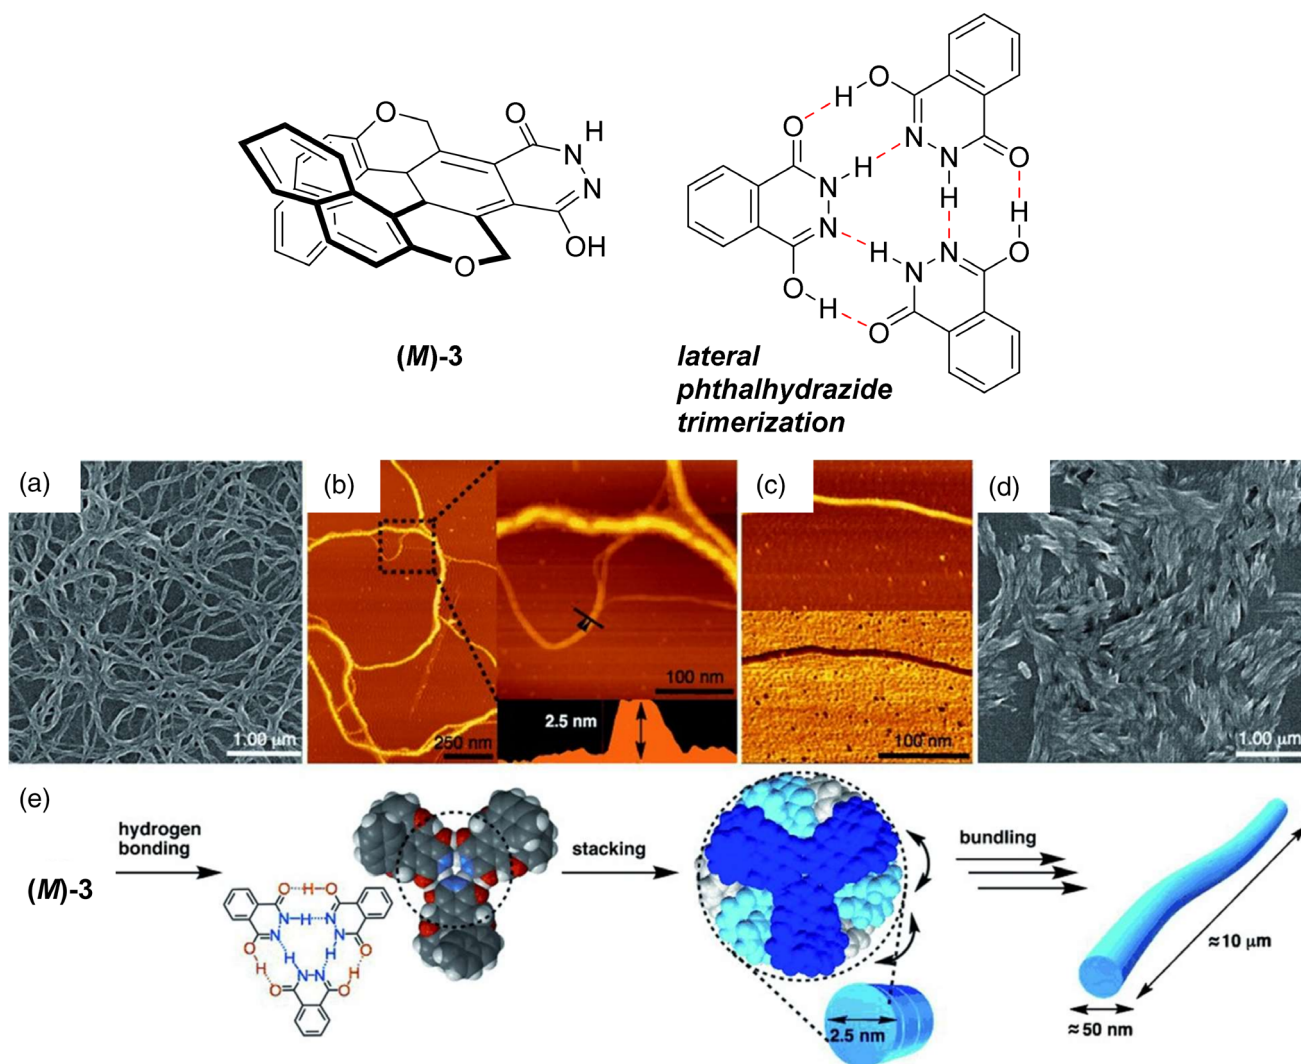 O
O
H
N
N
OH
O
(M)-3
O
H
O
N
H
N
N
O
H
N
H
H
N
N
O
H
O
H
N
O
lateral
phthalhydrazide
trimerization
(a)
1.00 μm
(b)
250 nm
100 nm
2.5 nm
(c)
100 nm
(d)
1.00 μm
(e)
(M)-3
hydrogen
bonding
O H O
N H N
N N
O O
H H
H H
O N N O
stacking
2.5 nm
bundling
≈10 μm
≈50 nm